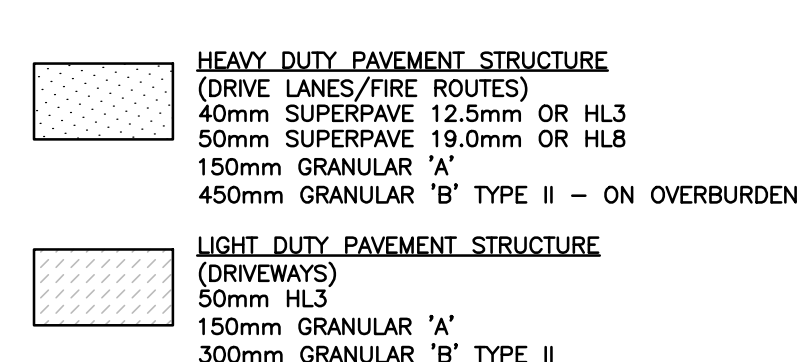 HEAVY DUTY PAVEMENT STRUCTURE
(DRIVE LANES/FIRE ROUTES)
40mm SUPERPAVE 12.5mm OR HL3
50mm SUPERPAVE 19.0mm OR HL8
150mm GRANULAR 'A'
450mm GRANULAR 'B' TYPE II – ON OVERBURDEN
LIGHT DUTY PAVEMENT STRUCTURE
(DRIVEWAYS)
50mm HL3
150mm GRANULAR 'A'
300mm GRANULAR 'B' TYPE II